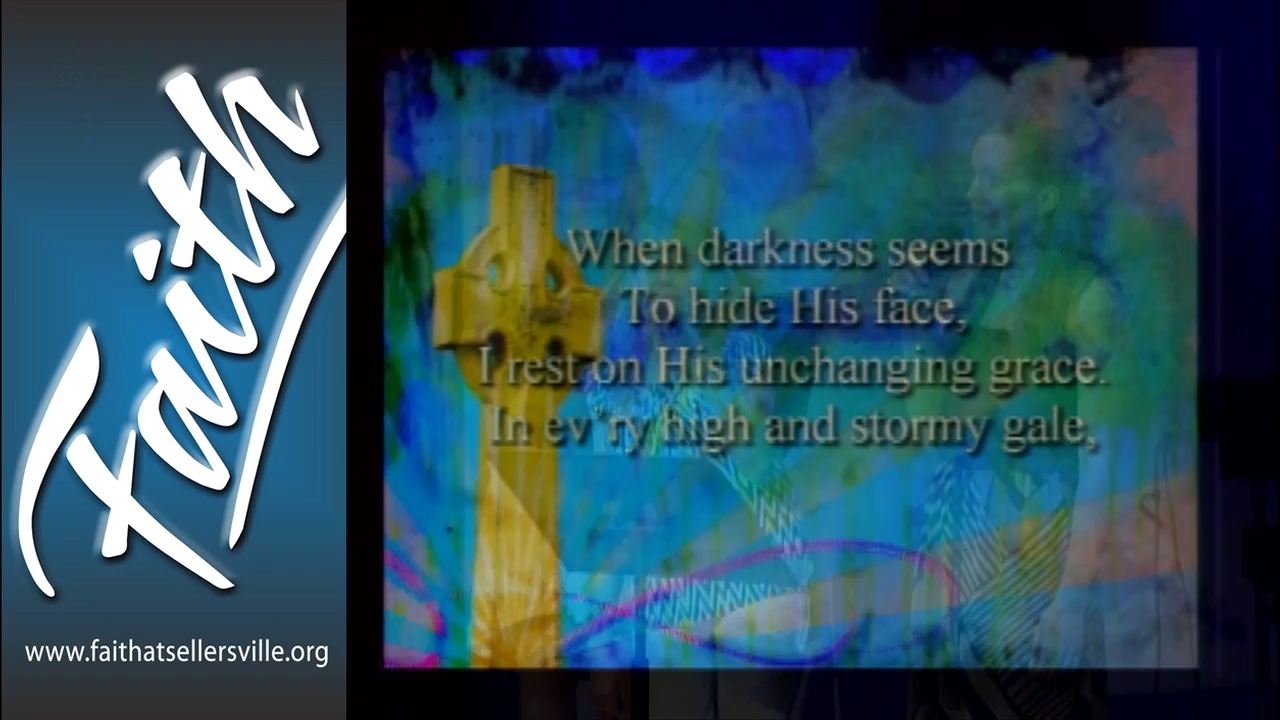 Faith
www.faithatsellersville.org
When darkness seems
To hide His face,
I rest on His unchanging grace.
In ev'ry high and stormy gale,